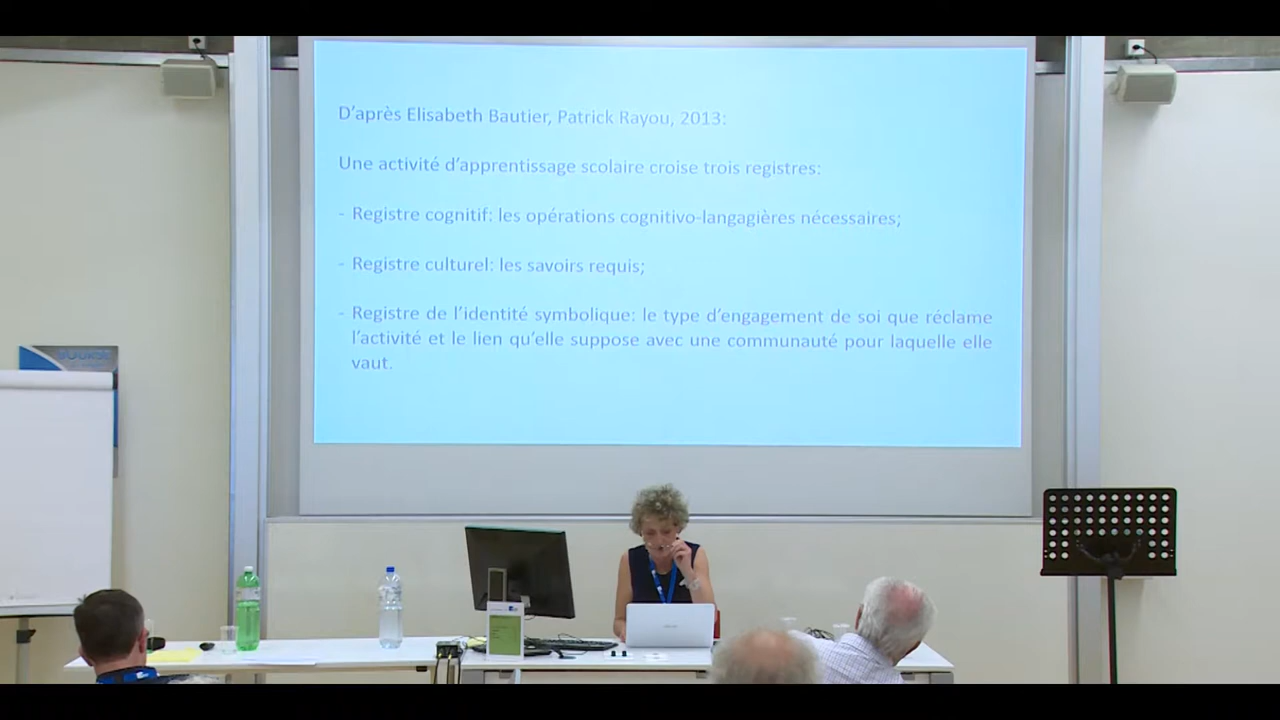 D'après Elisabeth Bautier, Patrick Rayou, 2013:
Une activité d'apprentissage scolaire croise trois registres:
- Registre cognitif: les opérations cognitivo-langagières nécessaires;
- Registre culturel: les savoirs requis;
- Registre de l'identité symbolique: le type d'engagement de soi que réclame
l'activité et le lien qu'elle suppose avec une communauté pour laquelle elle
vaut.